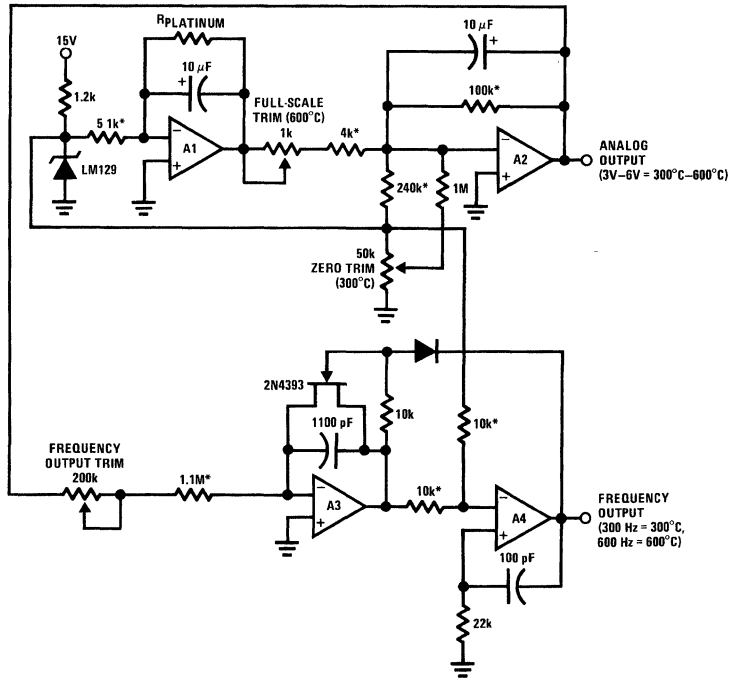 RPLATINUM
15V
10 μF
+
1.2k
5 1k*
FULL-SCALE
TRIM (600°C)
1k
4k*
LM129
−
+
A1
10 μF
+
100k*
−
+
A2
ANALOG
OUTPUT
(3V–6V = 300°C–600°C)
240k*
1M
50k
ZERO TRIM
(300°C)
2N4393
1100 pF
10k
10k*
FREQUENCY
OUTPUT TRIM
200k
1.1M*
−
+
A3
10k*
−
+
A4
FREQUENCY
OUTPUT
(300 Hz = 300°C,
600 Hz = 600°C)
100 pF
22k